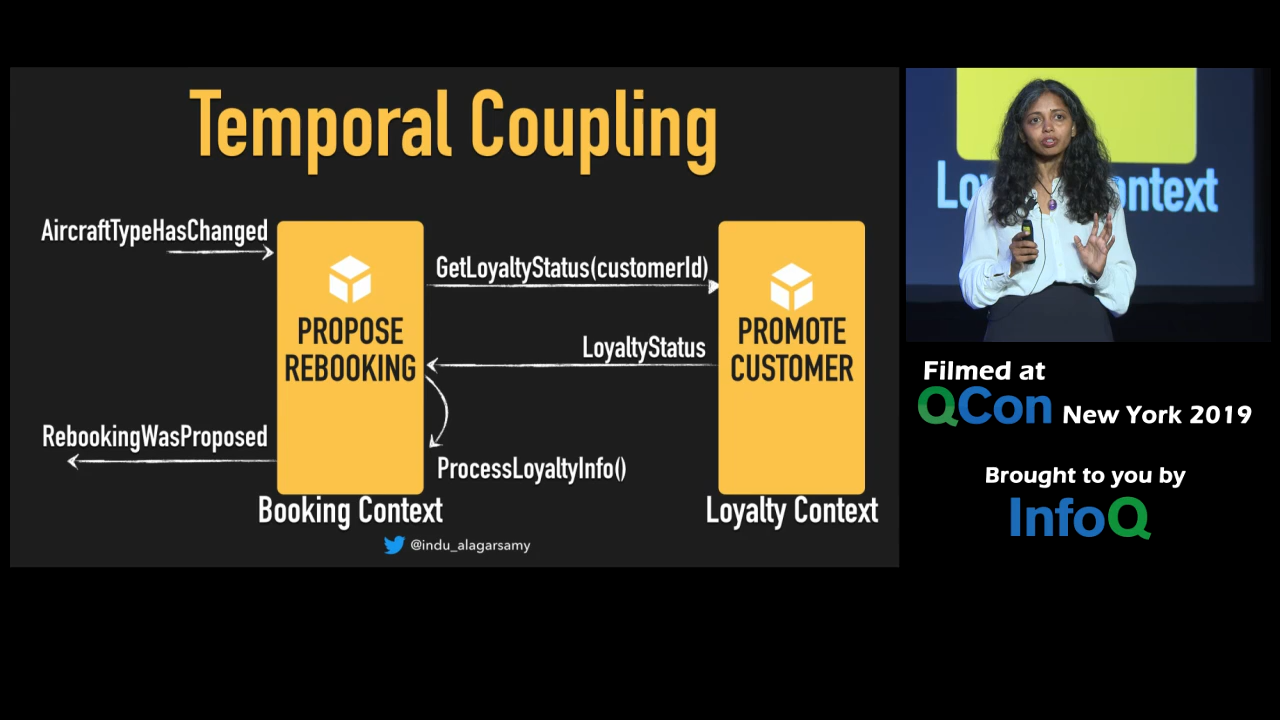 Temporal Coupling
AircraftTypeHasChanged
GetLoyaltyStatus(customerId)
PROPOSE
REBOOKING
PROMOTE
CUSTOMER
LoyaltyStatus
RebookingWasProposed
ProcessLoyaltyInfo()
Booking Context
Loyalty Context
@indu_alagarsamy
Filmed at
QCon New York 2019
Brought to you by
InfoQ